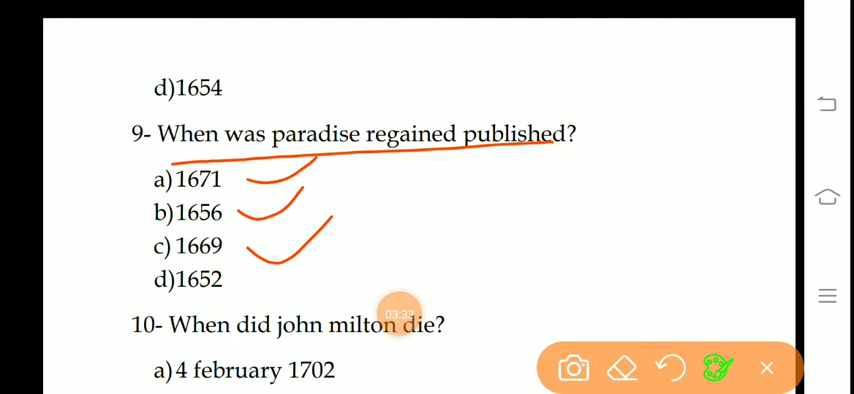 d)1654
9- When was paradise regained published?
a)1671
b)1656
c)1669
d)1652
03:33
10- When did john milton die?
a)4 february 1702